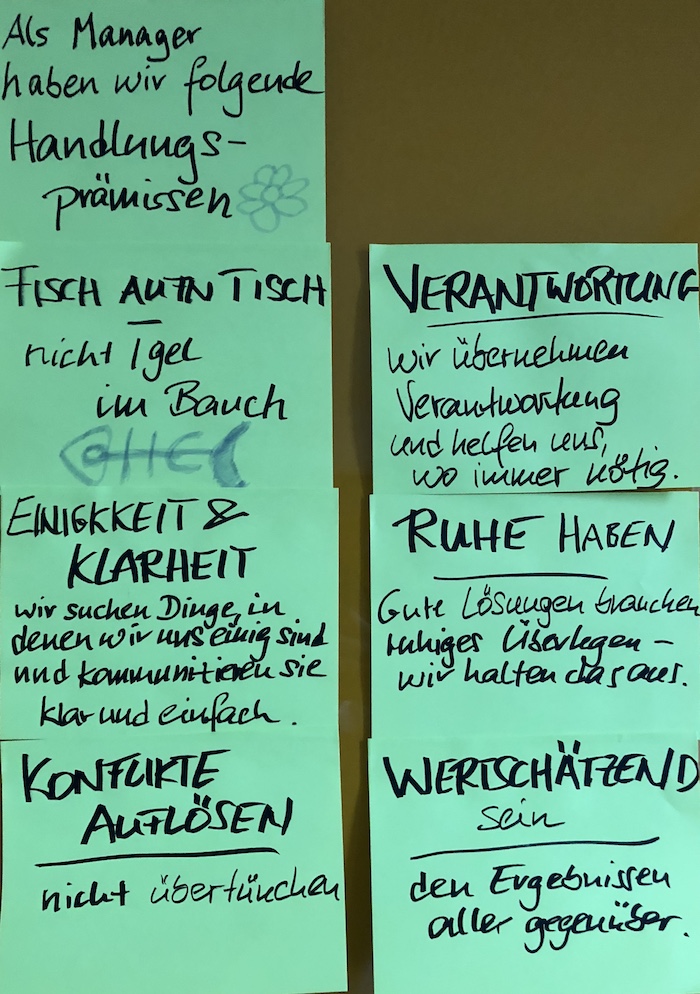 Als Manager
haben wir folgende
Handlungs-
prämissen
FISCH AUF'N TISCH
nicht Igel
im Bauch
VERANTWORTUNG
wir übernehmen
Verantwortung
und helfen uns,
wo immer nötig.
EINIGKKEIT &
KLARHEIT
wir suchen Dinge, in
denen wir uns einig sind
und kommunizieren sie
klar und einfach.
RUHE HABEN
Gute Lösungen brauchen
ruhiges Überlegen –
wir halten das aus.
KONFLIKTE
AUFLÖSEN
nicht übertünchen
WERTSCHÄTZEND
sein
den Ergebnissen
aller gegenüber.